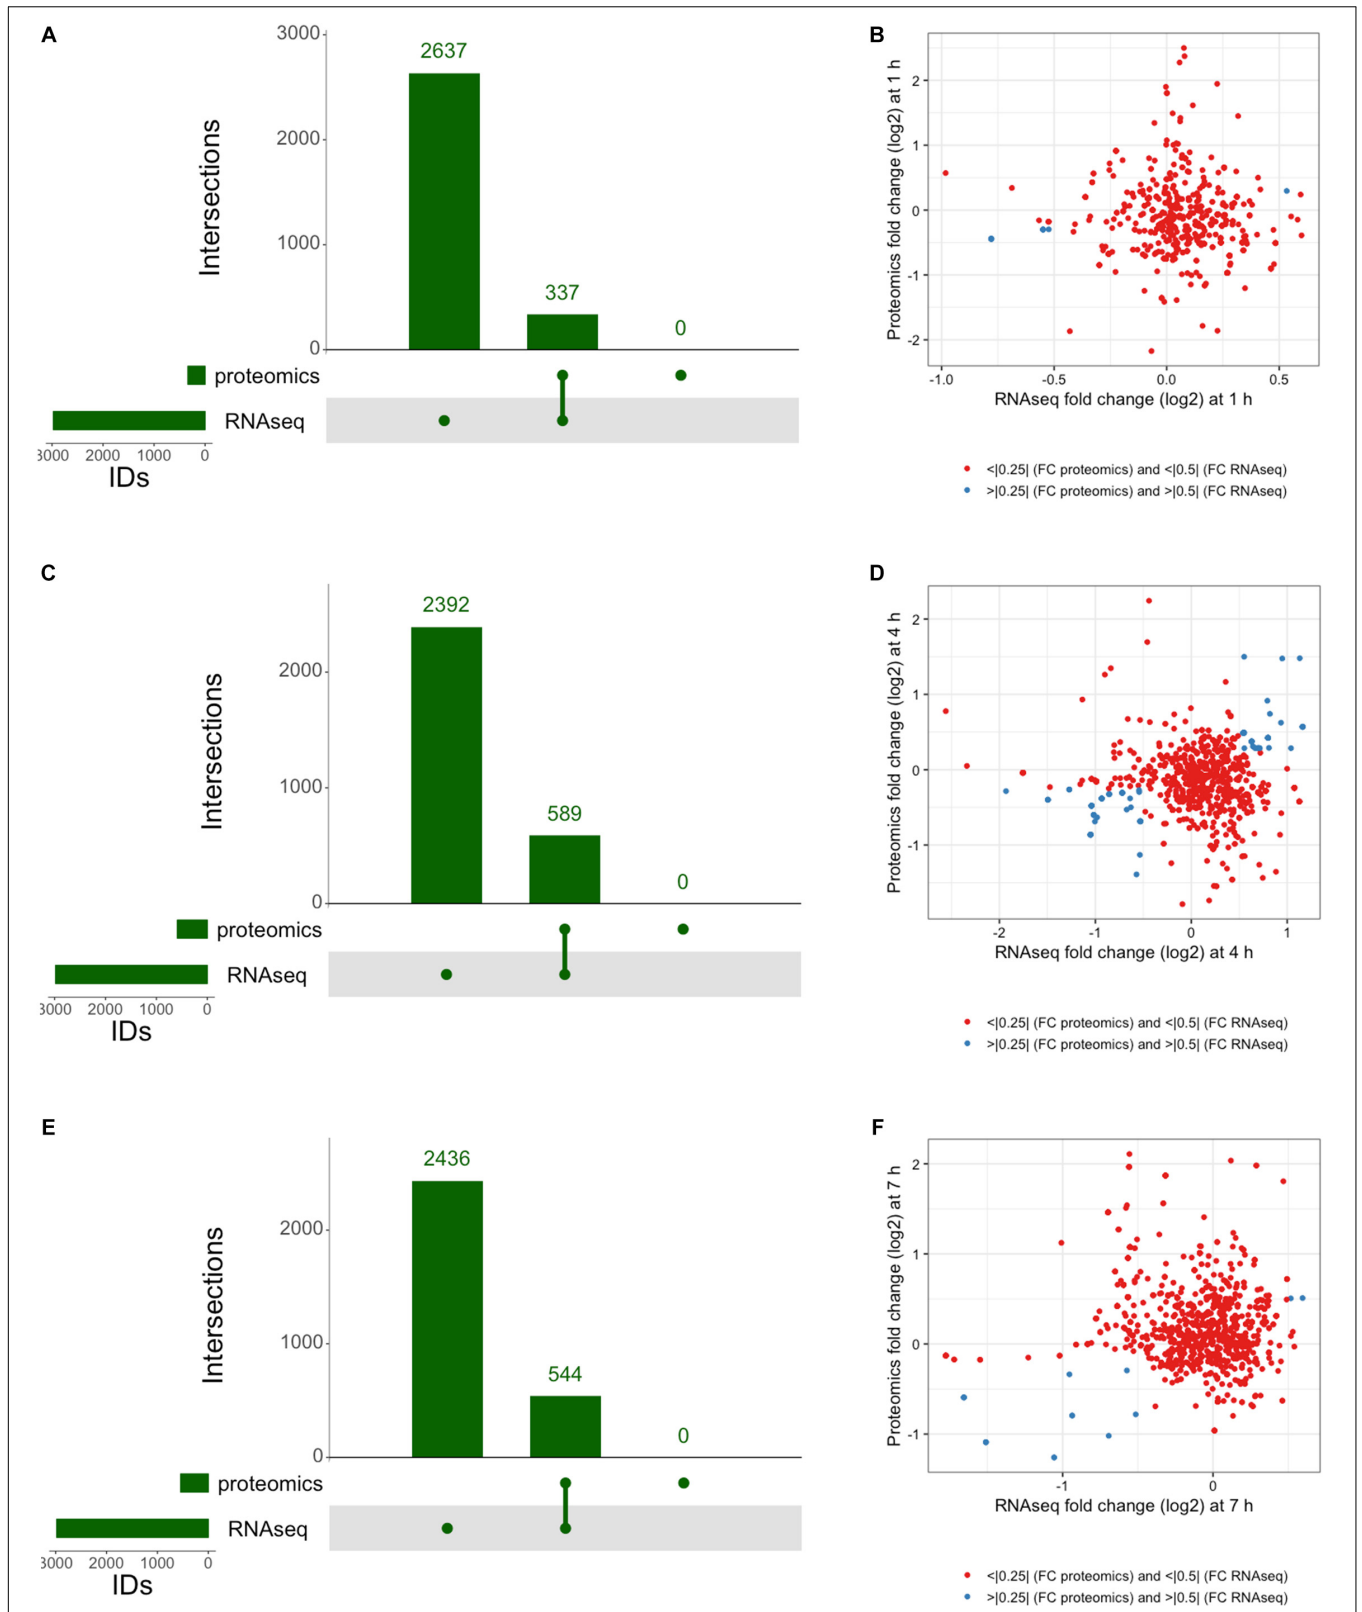 A
3000
2637
2000
Intersections
1000
337
0
0
proteomics
RNAseq
3000 2000 1000 0
IDs
B
Proteomics fold change (log2) at 1 h
2
1
0
-1
-2
-1.0 -0.5 0.0 0.5
RNAseq fold change (log2) at 1 h
<|0.25| (FC proteomics) and <|0.5| (FC RNAseq)
>|0.25| (FC proteomics) and >|0.5| (FC RNAseq)
C
2392
2000
Intersections
1000
589
0
0
proteomics
RNAseq
3000 2000 1000 0
IDs
D
Proteomics fold change (log2) at 4 h
2
1
0
-1
-2 -1 0 1
RNAseq fold change (log2) at 4 h
<|0.25| (FC proteomics) and <|0.5| (FC RNAseq)
>|0.25| (FC proteomics) and >|0.5| (FC RNAseq)
E
2436
2000
Intersections
1000
544
0
0
proteomics
RNAseq
3000 2000 1000 0
IDs
F
Proteomics fold change (log2) at 7 h
2
1
0
-1
-1 0
RNAseq fold change (log2) at 7 h
<|0.25| (FC proteomics) and <|0.5| (FC RNAseq)
>|0.25| (FC proteomics) and >|0.5| (FC RNAseq)